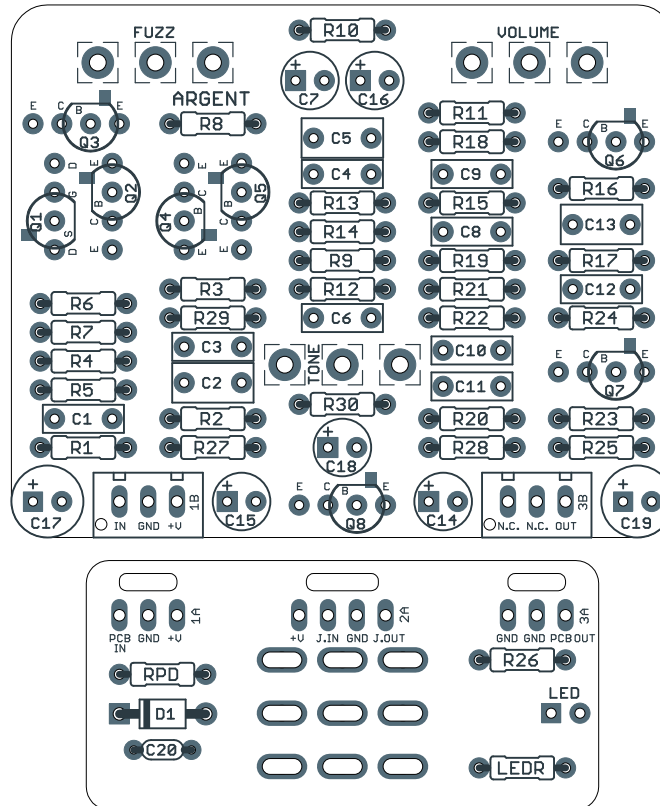 FUZZ
R10
VOLUME
+
+
C7
C16
ARGENT
R11
E C B E
Q3
R8
R18
C5
E E
B
Q6
D
E
E
C4
C9
G
Q2
C
Q5
R16
Q1
B
Q4
B
R13
R15
S
C
C
C13
R14
C8
D
E
E
R9
R19
R17
R3
R12
R21
C12
R6
R29
C6
R22
R24
R7
C3
TONE
C10
R4
C2
C11
E B E
Q7
R5
R30
C1
R2
R20
R23
R1
R27
+
C18
R28
R25
+
C17
IN GND +V
1B
+
C15
E C B E
Q8
+
C14
N.C. N.C. OUT
3B
+
C19
1A
2A
3A
PCB IN
GND
+V
+V
J.IN
GND
J.OUT
GND
GND
PCB OUT
RPD
R26
D1
LED
C20
LEDR